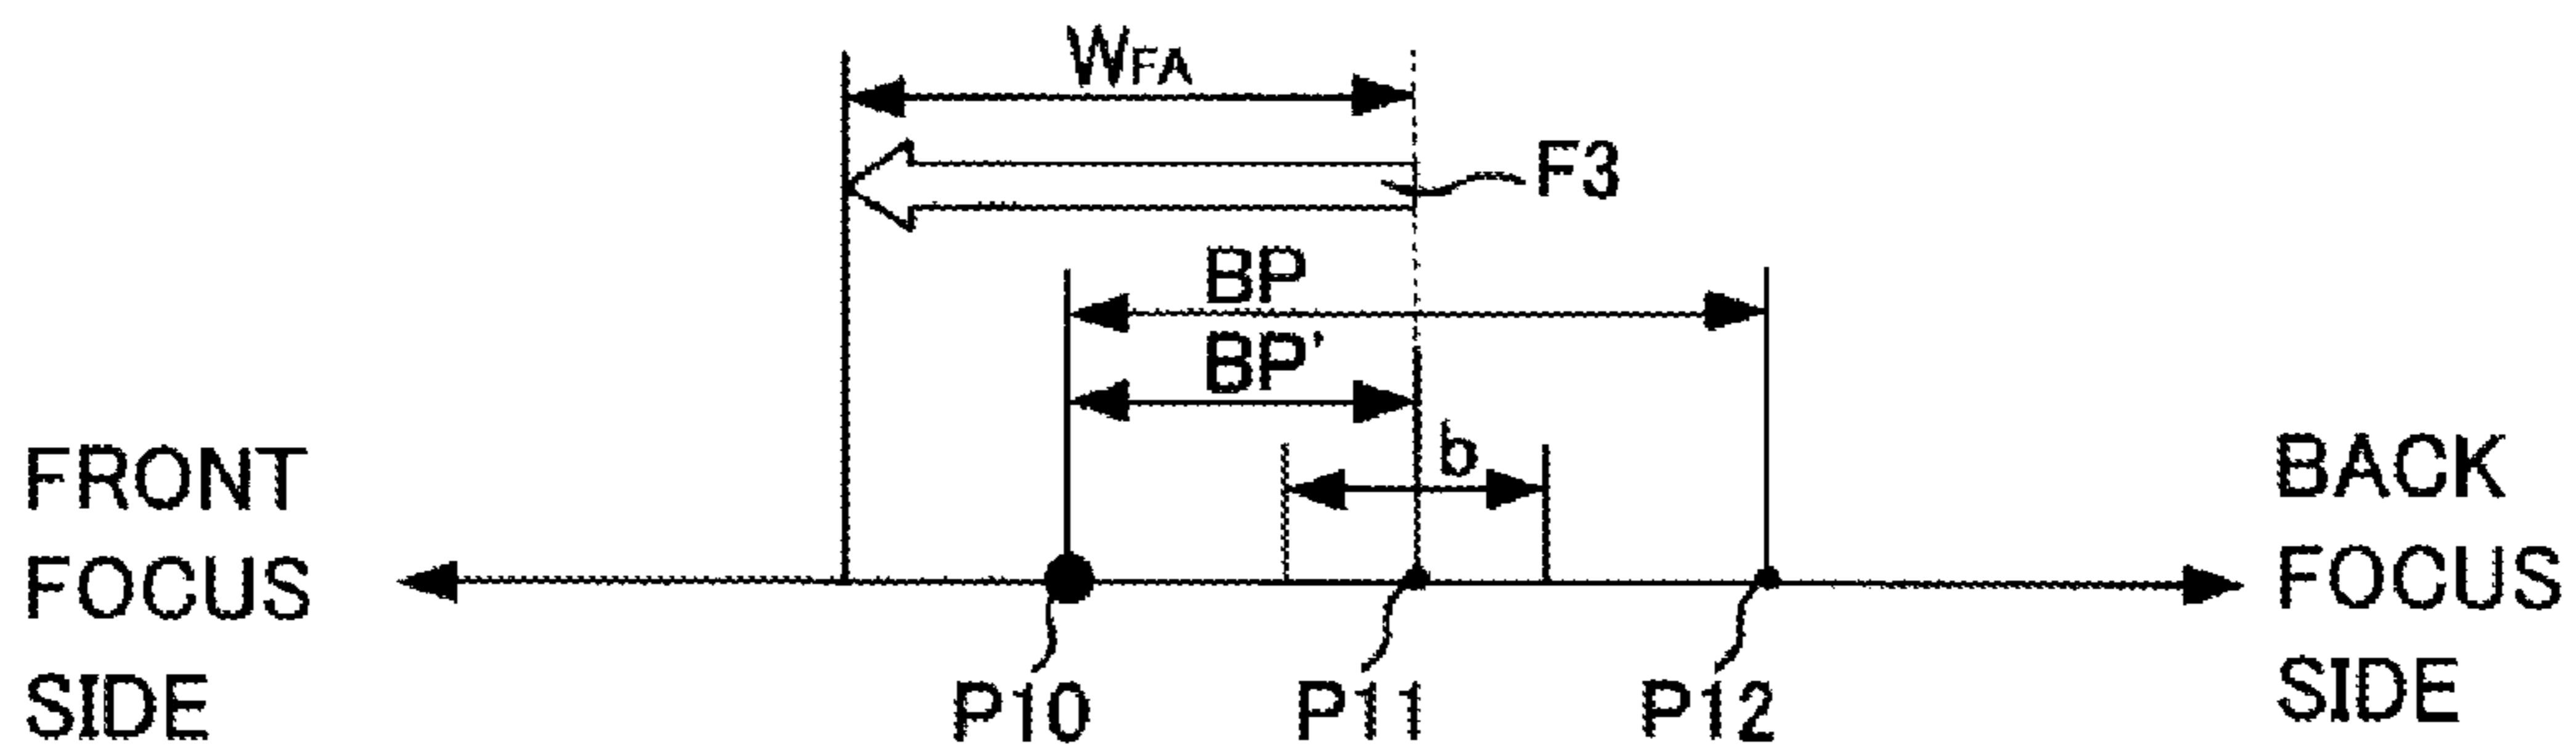 WFA
F3
BP
BP'
b
FRONT
FOCUS
SIDE
BACK
FOCUS
SIDE
P10
P11
P12